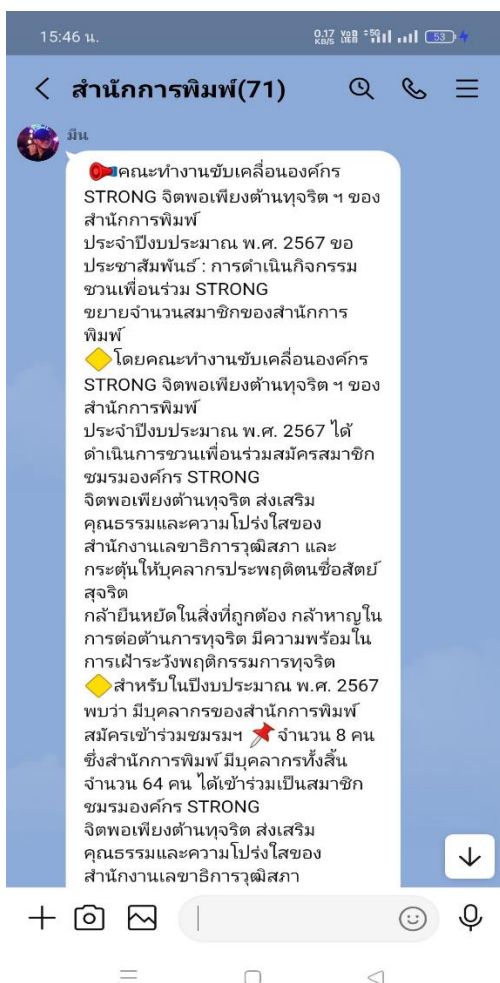 15:46 น.
0.17 KB/S
VoB LTE
5G
53
สำนักการพิมพ์(71)
มีน
คณะทำงานขับเคลื่อนองค์กร
STRONG จิตพอเพียงต้านทุจริต ฯ ของ
สำนักการพิมพ์
ประจำปีงบประมาณ พ.ศ. 2567 ขอ
ประชาสัมพันธ์ : การดำเนินกิจกรรม
ชวนเพื่อนร่วม STRONG
ขยายจำนวนสมาชิกของสำนักการ
พิมพ์
โดยคณะทำงานขับเคลื่อนองค์กร
STRONG จิตพอเพียงต้านทุจริต ฯ ของ
สำนักการพิมพ์
ประจำปีงบประมาณ พ.ศ. 2567 ได้
ดำเนินการชวนเพื่อนร่วมสมัครสมาชิก
ชมรมองค์กร STRONG
จิตพอเพียงต้านทุจริต ส่งเสริม
คุณธรรมและความโปร่งใสของ
สำนักงานเลขาธิการวุฒิสภา และ
กระตุ้นให้บุคลากรประพฤติตนซื่อสัตย์
สุจริต
กล้ายืนหยัดในสิ่งที่ถูกต้อง กล้าหาญใน
การต่อต้านการทุจริต มีความพร้อมใน
การเฝ้าระวังพฤติกรรมการทุจริต
สำหรับในปีงบประมาณ พ.ศ. 2567
พบว่า มีบุคลากรของสำนักการพิมพ์
สมัครเข้าร่วมชมรมฯ จำนวน 8 คน
ซึ่งสำนักการพิมพ์ มีบุคลากรทั้งสิ้น
จำนวน 64 คน ได้เข้าร่วมเป็นสมาชิก
ชมรมองค์กร STRONG
จิตพอเพียงต้านทุจริต ส่งเสริม
คุณธรรมและความโปร่งใสของ
สำนักงานเลขาธิการวุฒิสภา